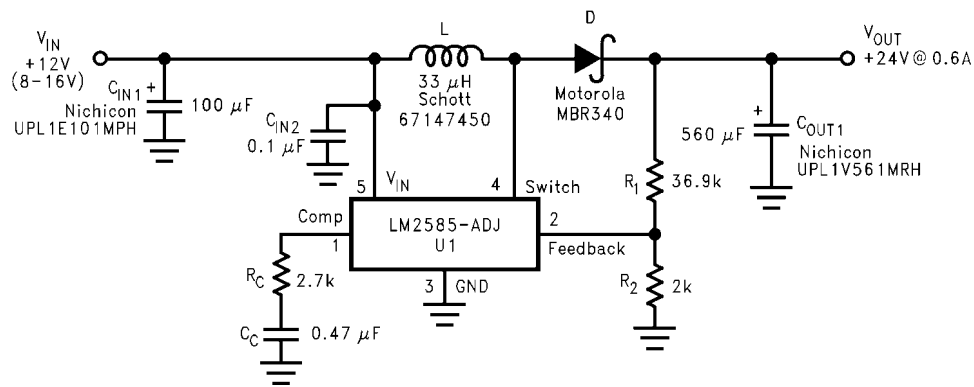 V_IN
+12V
(8–16V)
C_IN1
+
Nichicon
UPL1E101MPH
100 μF
C_IN2
0.1 μF
L
33 μH
Schott
67147450
D
Motorola
MBR340
V_OUT
+24V@0.6A
560 μF
+
C_OUT1
Nichicon
UPL1V561MRH
R_1
36.9k
5
V_IN
4
Switch
Comp
1
LM2585-ADJ
U1
2
Feedback
3
GND
R_C
2.7k
C_C
0.47 μF
R_2
2k